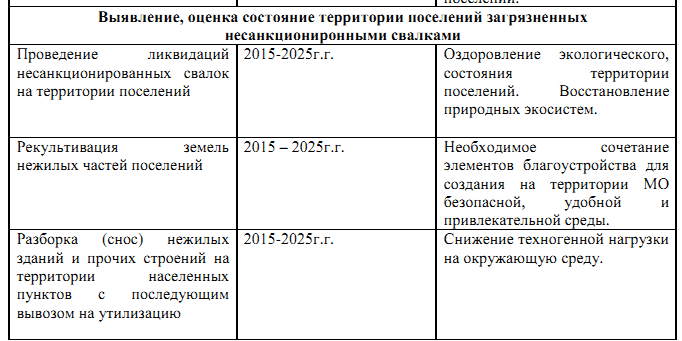 поселений.
Выявление, оценка состояние территории поселений загрязненных
несанкциониронными свалками
Проведение ликвидаций
несанкционированных свалок
на территории поселений
2015-2025г.г.
Оздоровление экологического,
состояния территории
поселений. Восстановление
природных экосистем.
Рекультивация земель
нежилых частей поселений
2015 – 2025г.г.
Необходимое сочетание
элементов благоустройства для
создания на территории МО
безопасной, удобной и
привлекательной среды.
Разборка (снос) нежилых
зданий и прочих строений на
территории населенных
пунктов с последующим
вывозом на утилизацию
2015-2025г.г.
Снижение техногенной нагрузки
на окружающую среду.